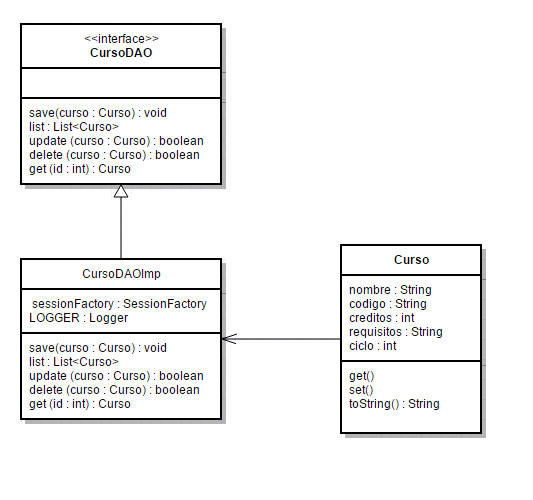 <<interface>>
CursoDAO
save(curso : Curso) : void
list : List<Curso>
update (curso : Curso) : boolean
delete (curso : Curso) : boolean
get (id : int) : Curso
CursoDAOImp
sessionFactory : SessionFactory
LOGGER : Logger
save(curso : Curso) : void
list : List<Curso>
update (curso : Curso) : boolean
delete (curso : Curso) : boolean
get (id : int) : Curso
Curso
nombre : String
codigo : String
creditos : int
requisitos : String
ciclo : int
get()
set()
toString() : String